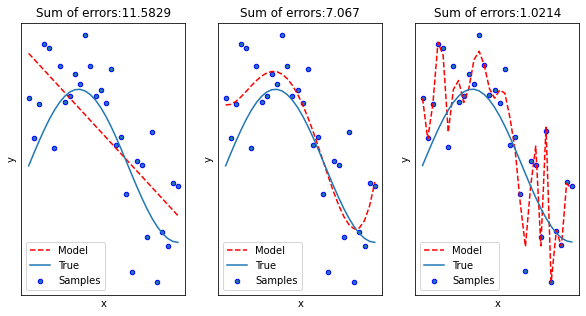 Sum of errors:11.5829
y
Model
True
Samples
x
Sum of errors:7.067
y
Model
True
Samples
x
Sum of errors:1.0214
y
Model
True
Samples
x